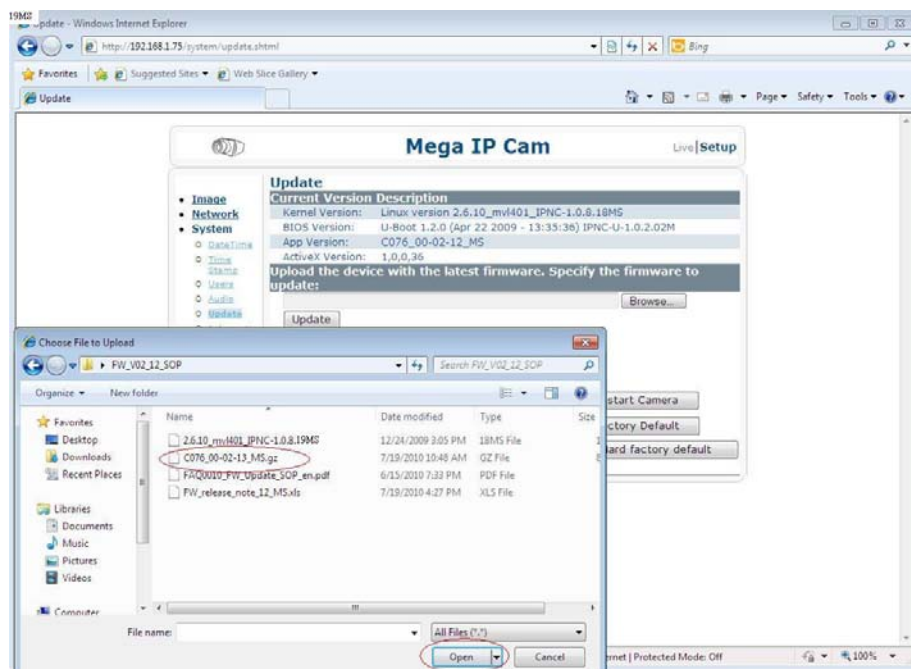 19MS
Update - Windows Internet Explorer
http://192.168.1.75/system/update.shtml
Bing
Favorites Suggested Sites Web Slice Gallery
Update Page Safety Tools
Mega IP Cam Live|Setup
Update
Image Current Version Description
Network Kernel Version: Linux version 2.6.10_mvl401_IPNC-1.0.8.18MS
System BIOS Version: U-Boot 1.2.0 (Apr 22 2009 - 13:35:36) IPNC-U-1.0.2.02M
DateTime App Version: C076_00-02-12_MS
Time ActiveX Version: 1,0,0,36
Stamp Upload the device with the latest firmware. Specify the firmware to
Users update:
Audio Browse...
Update Update
Choose File to Upload
FW_V02_12_SOP Search FW_V02_12_SOP
Organize New folder
start Camera
Name Date modified Type Size
Favorites 2.6.10_mvl401_IPNC-1.0.8.19MS 12/24/2009 3:05 PM 18MS File
ctory Default
Desktop C076_00-02-13_MS.gz 7/19/2010 10:48 AM GZ File
ard factory default
Downloads FAQ0010_FW_Update_SOP_en.pdf 6/15/2010 7:33 PM PDF File
Recent Places FW_release_note_12_MS.xls 7/19/2010 4:27 PM XLS File
Libraries
Documents
Music
Pictures
Videos
Computer
File name: All Files (*.*)
Open Cancel
ernet | Protected Mode: Off 100%